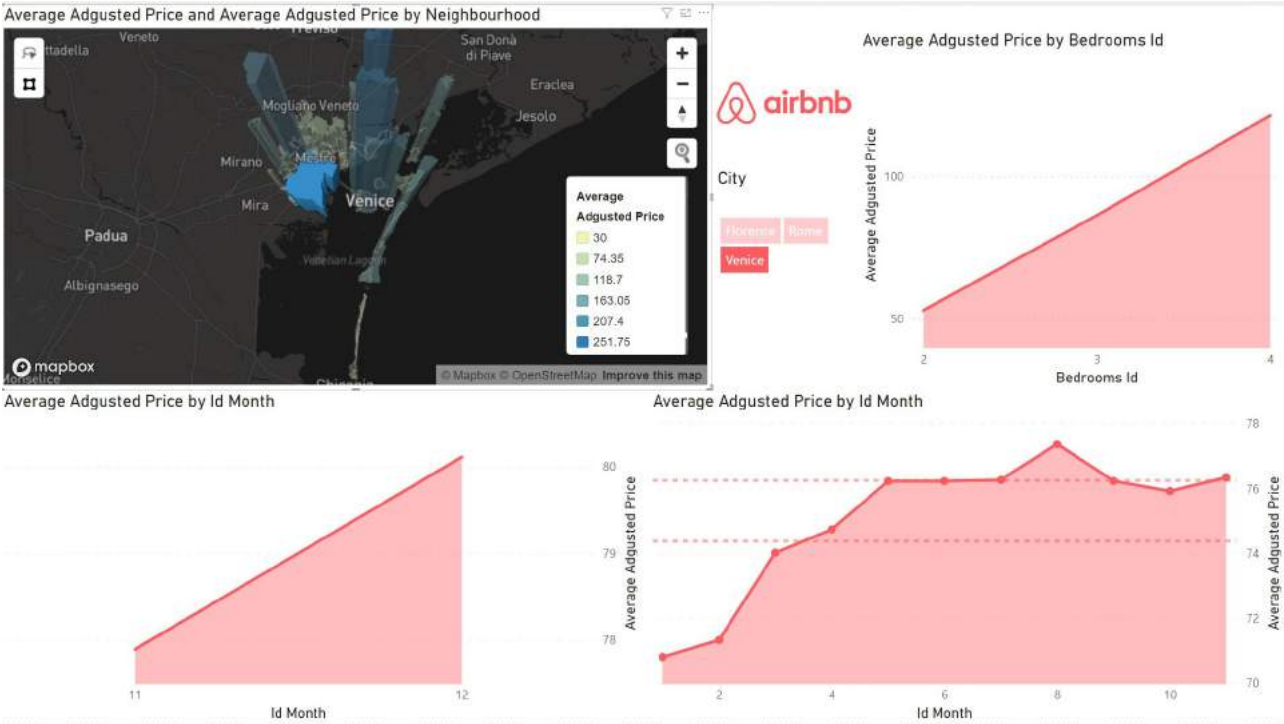 Average Adgusted Price and Average Adgusted Price by Neighbourhood
Veneto
Treviso
San Donà
di Piave
Eraclea
Jesolo
Mogliano Veneto
Mirano
Mestre
Mira
Venice
Padua
Venetian Lagoon
Albignasego
Monselice
Chioggia
mapbox
© Mapbox © OpenStreetMap Improve this map
Average
Adgusted Price
30
74.35
118.7
163.05
207.4
251.75
airbnb
City
Florence
Rome
Venice
Average Adgusted Price by Bedrooms Id
Average Adgusted Price
100
50
2
3
4
Bedrooms Id
Average Adgusted Price by Id Month
80
79
78
Average Adgusted Price
11
12
Id Month
Average Adgusted Price by Id Month
78
76
74
72
70
Average Adgusted Price
2
4
6
8
10
Id Month